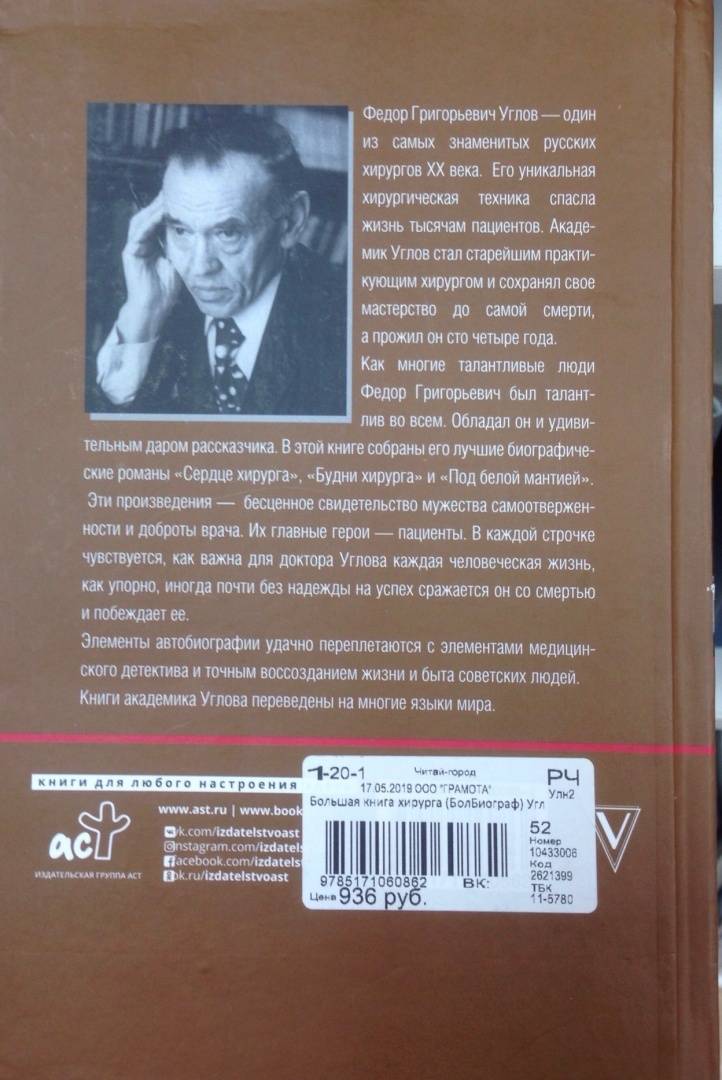 Федор Григорьевич Углов — один
из самых знаменитых русских
хирургов XX века. Его уникальная
хирургическая техника спасла
жизнь тысячам пациентов. Акаде-
мик Углов стал старейшим практи-
кующим хирургом и сохранял свое
мастерство до самой смерти,
а прожил он сто четыре года.
Как многие талантливые люди
Федор Григорьевич был талант-
лив во всем. Обладал он и удиви-
тельным даром рассказчика. В этой книге собраны его лучшие биографиче-
ские романы «Сердце хирурга», «Будни хирурга» и «Под белой мантией».
Эти произведения — бесценное свидетельство мужества самоотвержен-
ности и доброты врача. Их главные герои — пациенты. В каждой строчке
чувствуется, как важна для доктора Углова каждая человеческая жизнь,
как упорно, иногда почти без надежды на успех сражается он со смертью
и побеждает ее.
Элементы автобиографии удачно переплетаются с элементами медицин-
ского детектива и точным воссозданием жизни и быта советских людей.
Книги академика Углова переведены на многие языки мира.
книги для любого настроения
аст
ИЗДАТЕЛЬСКАЯ ГРУППА АСТ
www.ast.ru | www.book
vk.com/izdatelstvoast
instagram.com/izdatels
facebook.com/izdatels
ok.ru/izdatelstvoast
1-20-1 Читай-город РЧ
17.05.2019 ООО "ГРАМОТА" Улн2
Большая книга хирурга (БолБиограф) Угл
52
Номер
10433006
Код
2621399
ТБК
11-5780
9785171060862 ВК:
Цена 936 руб.
V